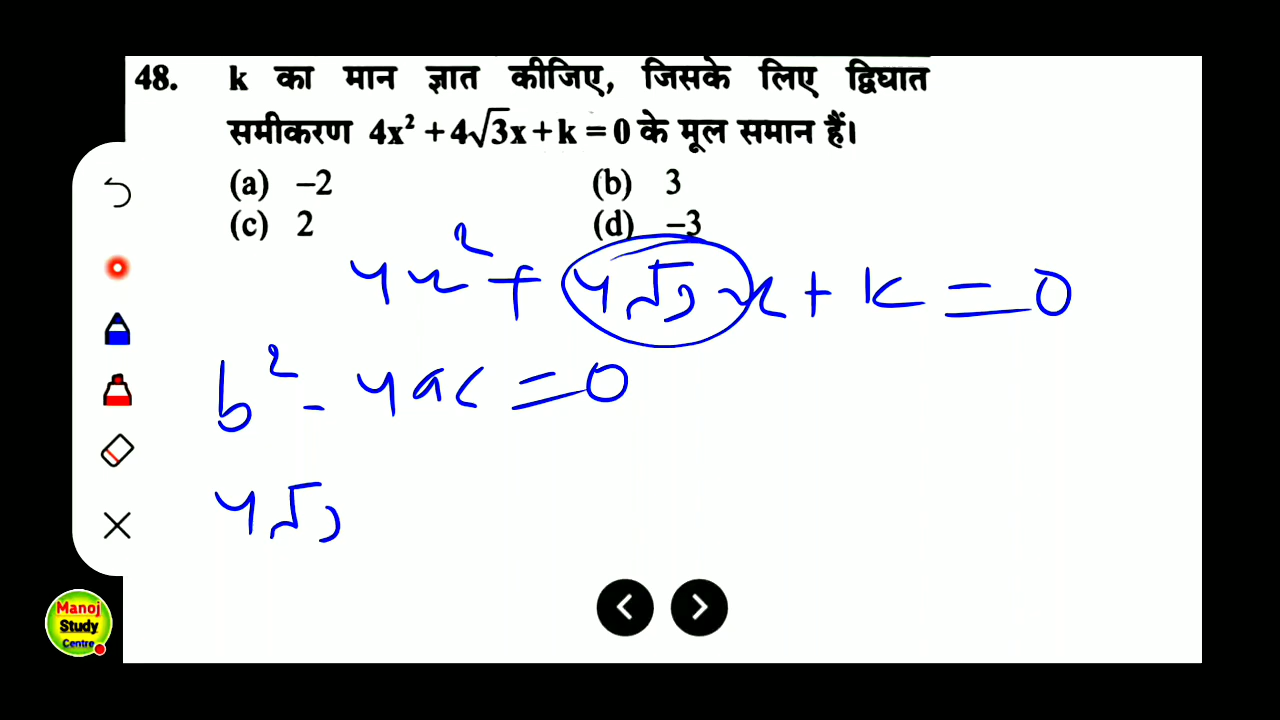 48. k का मान ज्ञात कीजिए, जिसके लिए द्विघात
समीकरण 4x² + 4√3x + k = 0 के मूल समान हैं।
(a) –2 (b) 3
(c) 2 (d) –3
4x² + 4√3x + k = 0
b² - 4ac = 0
4√3
Manoj
Study
Centre